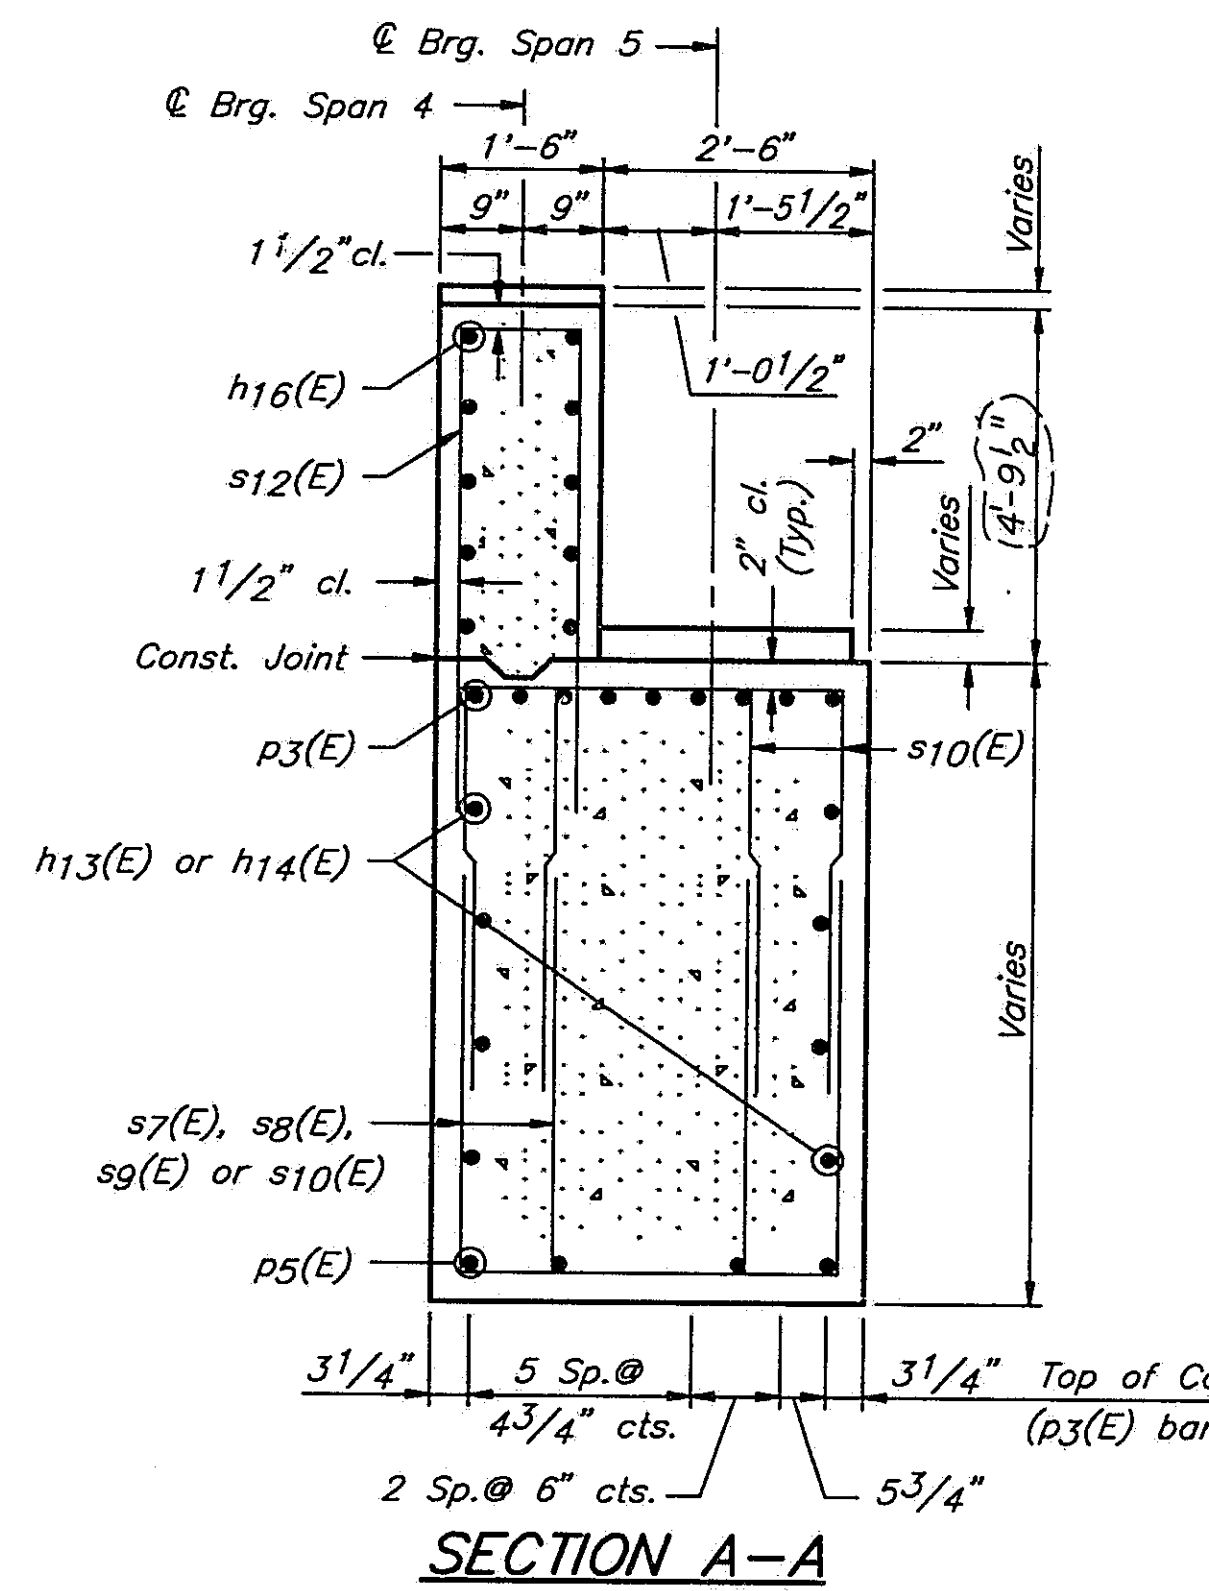 ℄ Brg. Span 5
℄ Brg. Span 4
1'-6" 2'-6"
9" 9" 1'-5 1/2"
Varies
1 1/2" cl.
1'-0 1/2"
h16(E)
s12(E)
2"
(4'-9 1/2")
2" cl.
(Typ.)
Varies
1 1/2" cl.
Const. Joint
p3(E)
s10(E)
h13(E) or h14(E)
Varies
s7(E), s8(E),
s9(E) or s10(E)
p5(E)
3 1/4" 5 Sp.@ 3 1/4" Top of
4 3/4" cts. (p3(E)
2 Sp.@ 6" cts. 5 3/4"
SECTION A-A